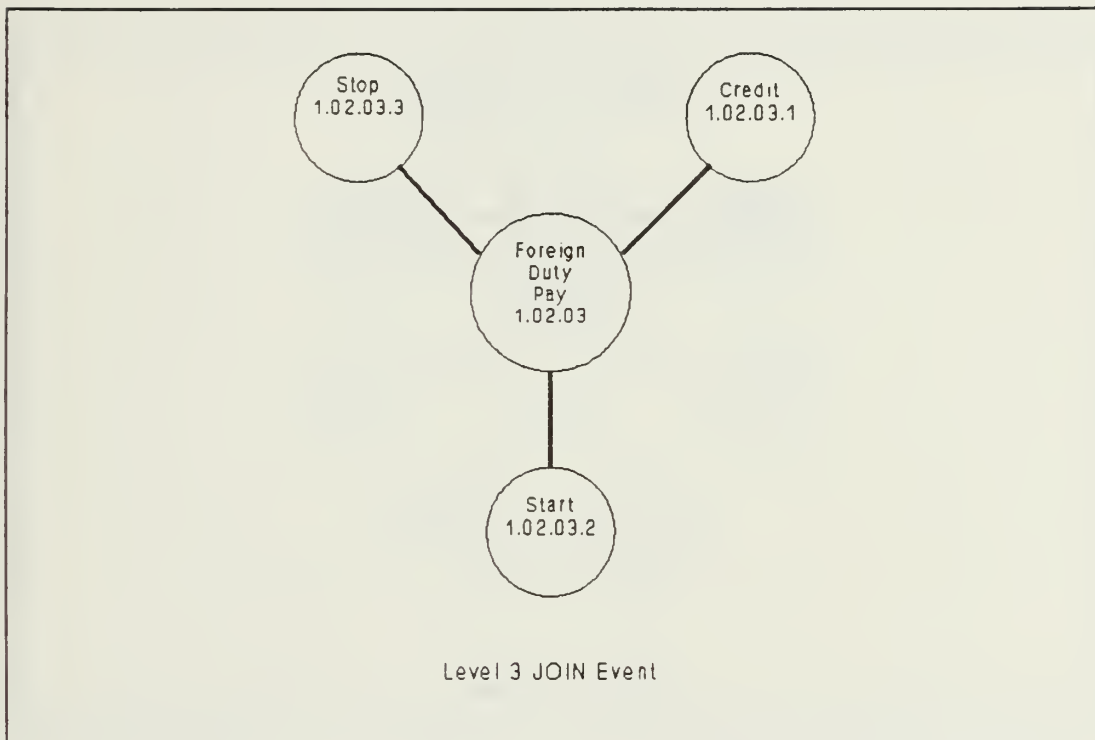 Stop
1.02.03.3
Credit
1.02.03.1
Foreign
Duty
Pay
1.02.03
Start
1.02.03.2
Level 3 JOIN Event